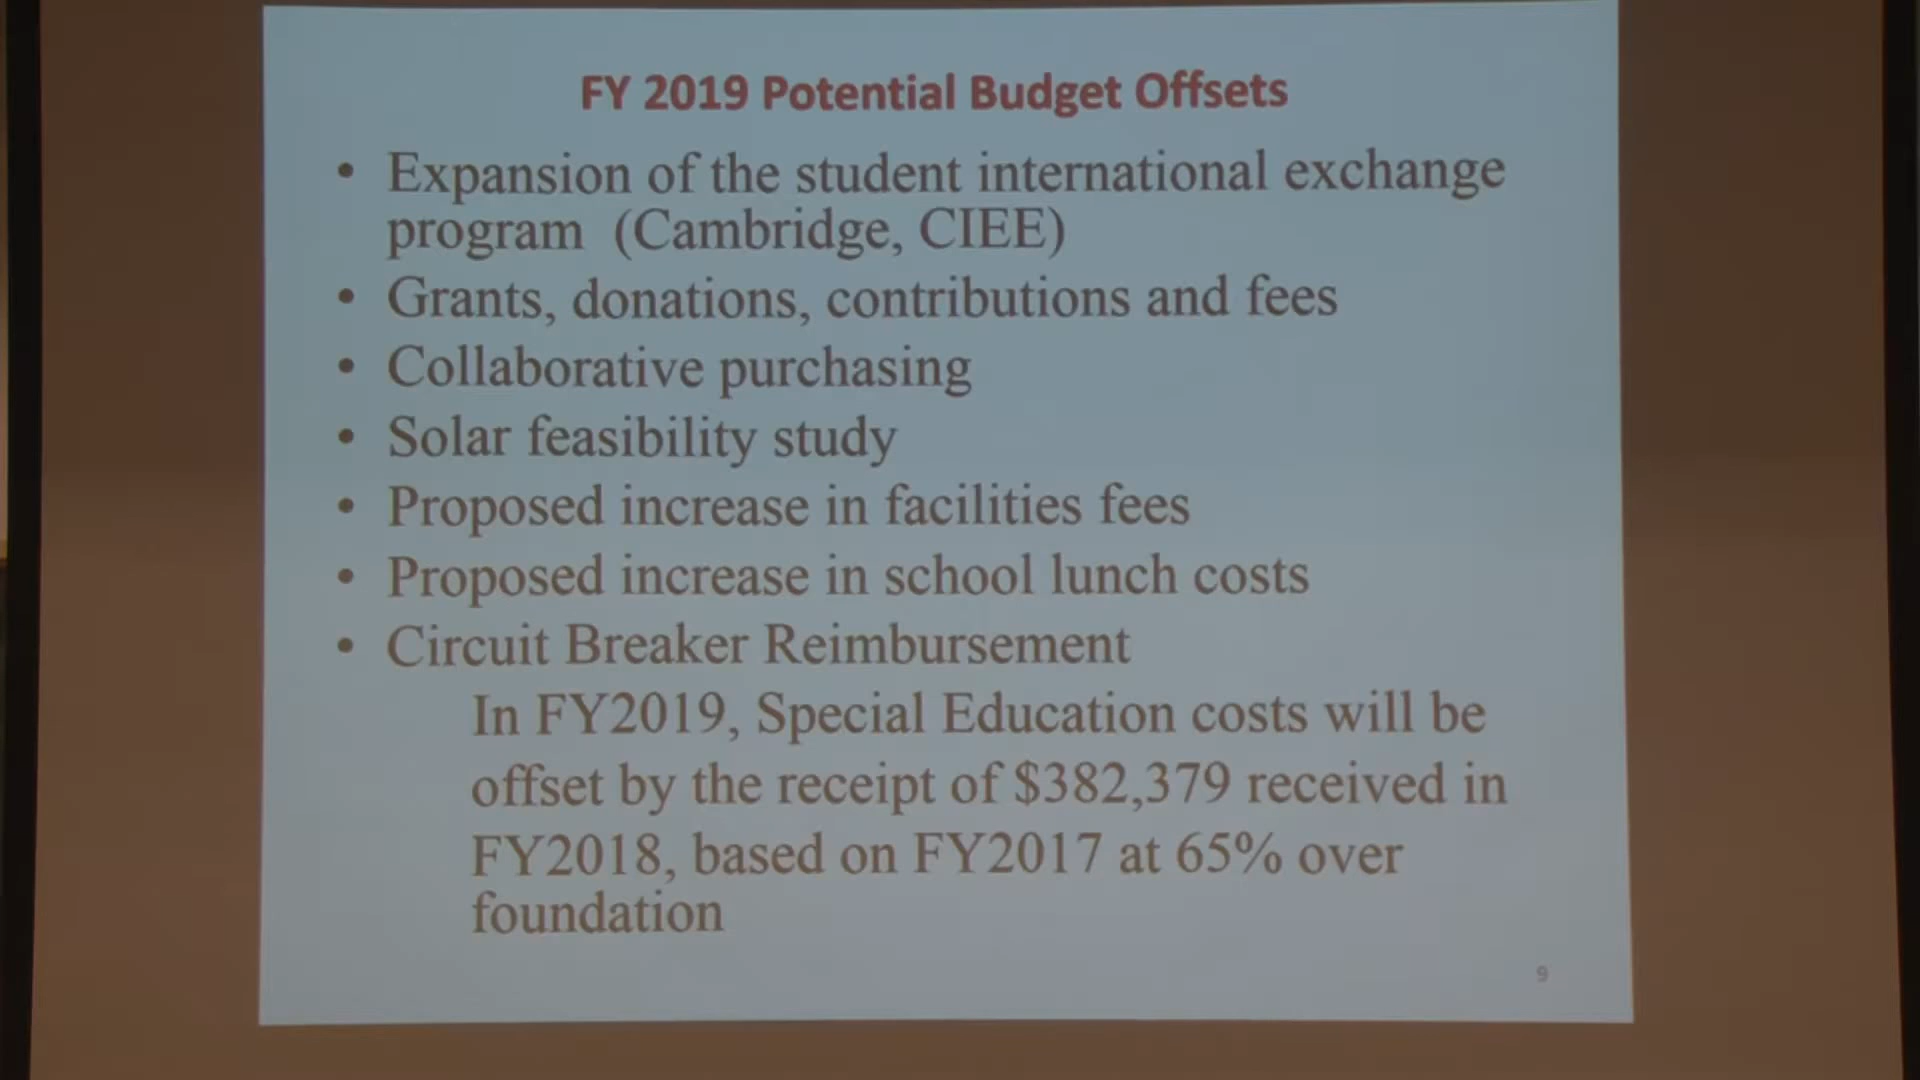 FY 2019 Potential Budget Offsets
• Expansion of the student international exchange
program (Cambridge, CIEE)
• Grants, donations, contributions and fees
• Collaborative purchasing
• Solar feasibility study
• Proposed increase in facilities fees
• Proposed increase in school lunch costs
• Circuit Breaker Reimbursement
In FY2019, Special Education costs will be
offset by the receipt of $382,379 received in
FY2018, based on FY2017 at 65% over
foundation
9